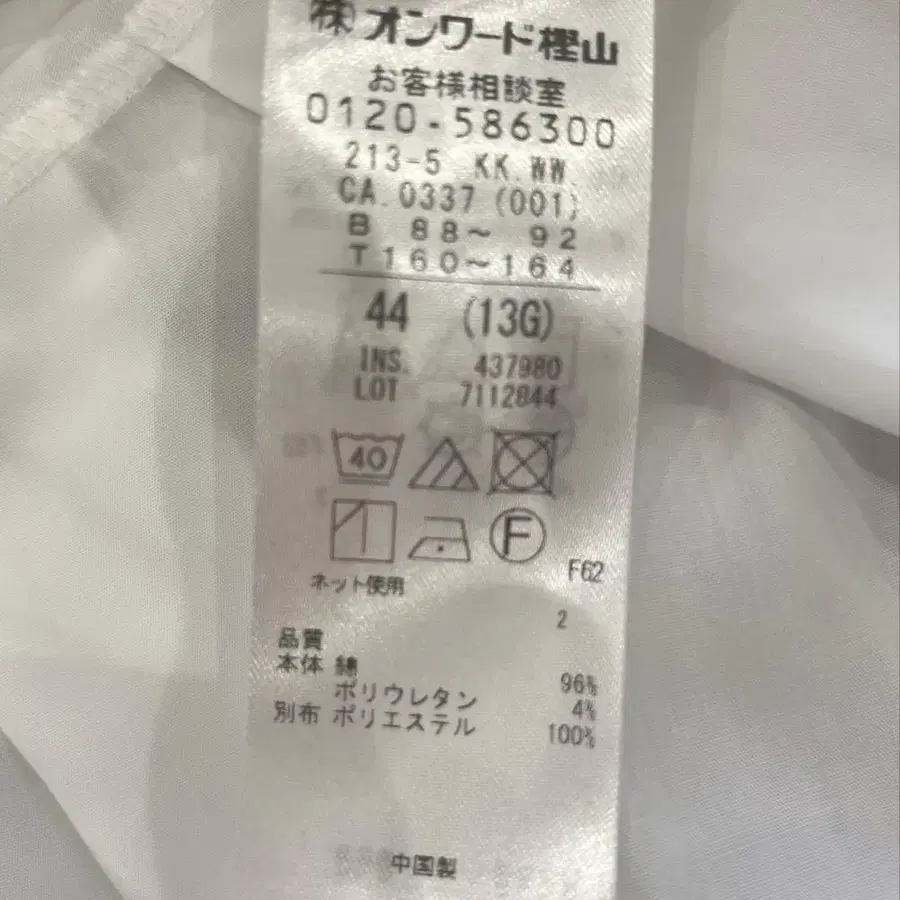 ㈱オンワード樫山
お客様相談室
0120-586300
213-5 KK.WW
CA.0337 (001)
B 88～ 92
T 160～164
44 (13G)
INS. 437980
LOT 7112844
40
F
ネット使用
F62
2
品質
本体 綿 96%
ポリウレタン 4%
別布 ポリエステル 100%
中国製